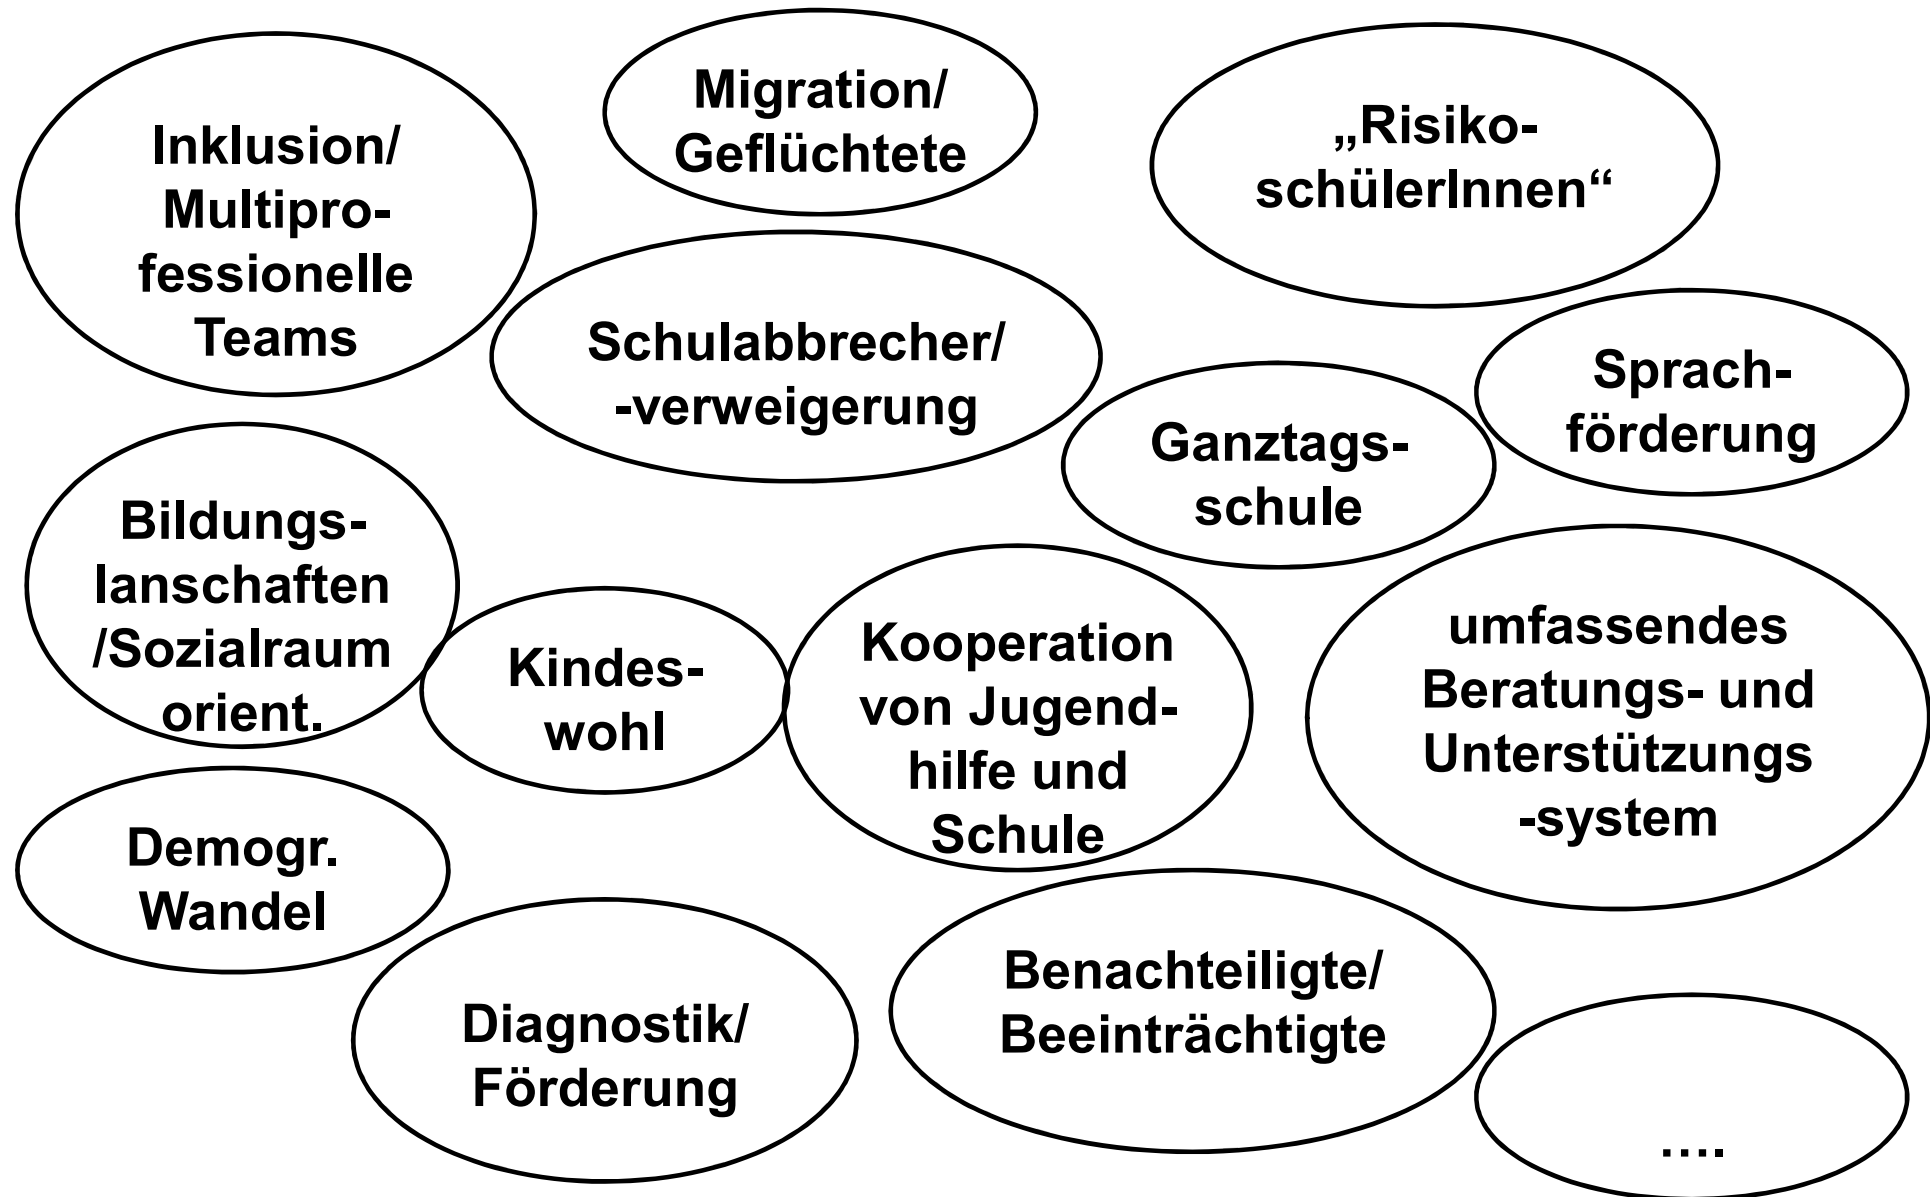 Inklusion/
Multipro-
fessionelle
Teams
Migration/
Geflüchtete
„Risiko-
schülerInnen“
Schulabbrecher/
-verweigerung
Sprach-
förderung
Ganztags-
schule
Bildungs-
lanschaften
/Sozialraum
orient.
Kindes-
wohl
Kooperation
von Jugend-
hilfe und
Schule
umfassendes
Beratungs- und
Unterstützungs
-system
Demogr.
Wandel
Diagnostik/
Förderung
Benachteiligte/
Beeinträchtigte
….